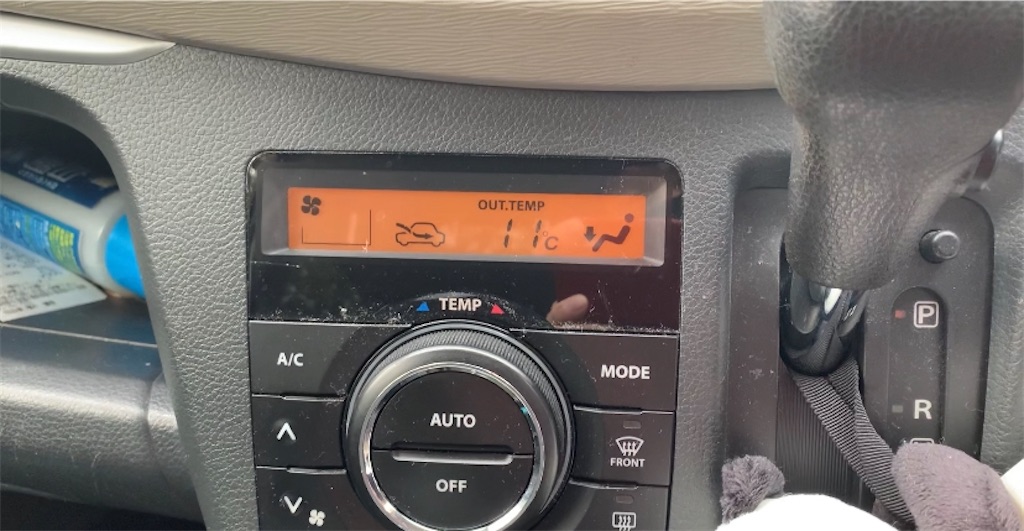 OUT.TEMP
11°C
TEMP
A/C
MODE
AUTO
OFF
FRONT
P
R